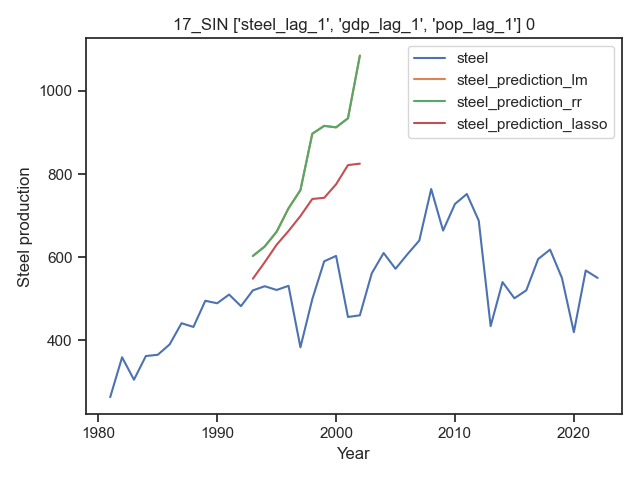 17_SIN ['steel_lag_1', 'gdp_lag_1', 'pop_lag_1'] 0
steel
steel_prediction_lm
steel_prediction_rr
steel_prediction_lasso
1000
800
600
400
Steel production
1980
1990
2000
2010
2020
Year